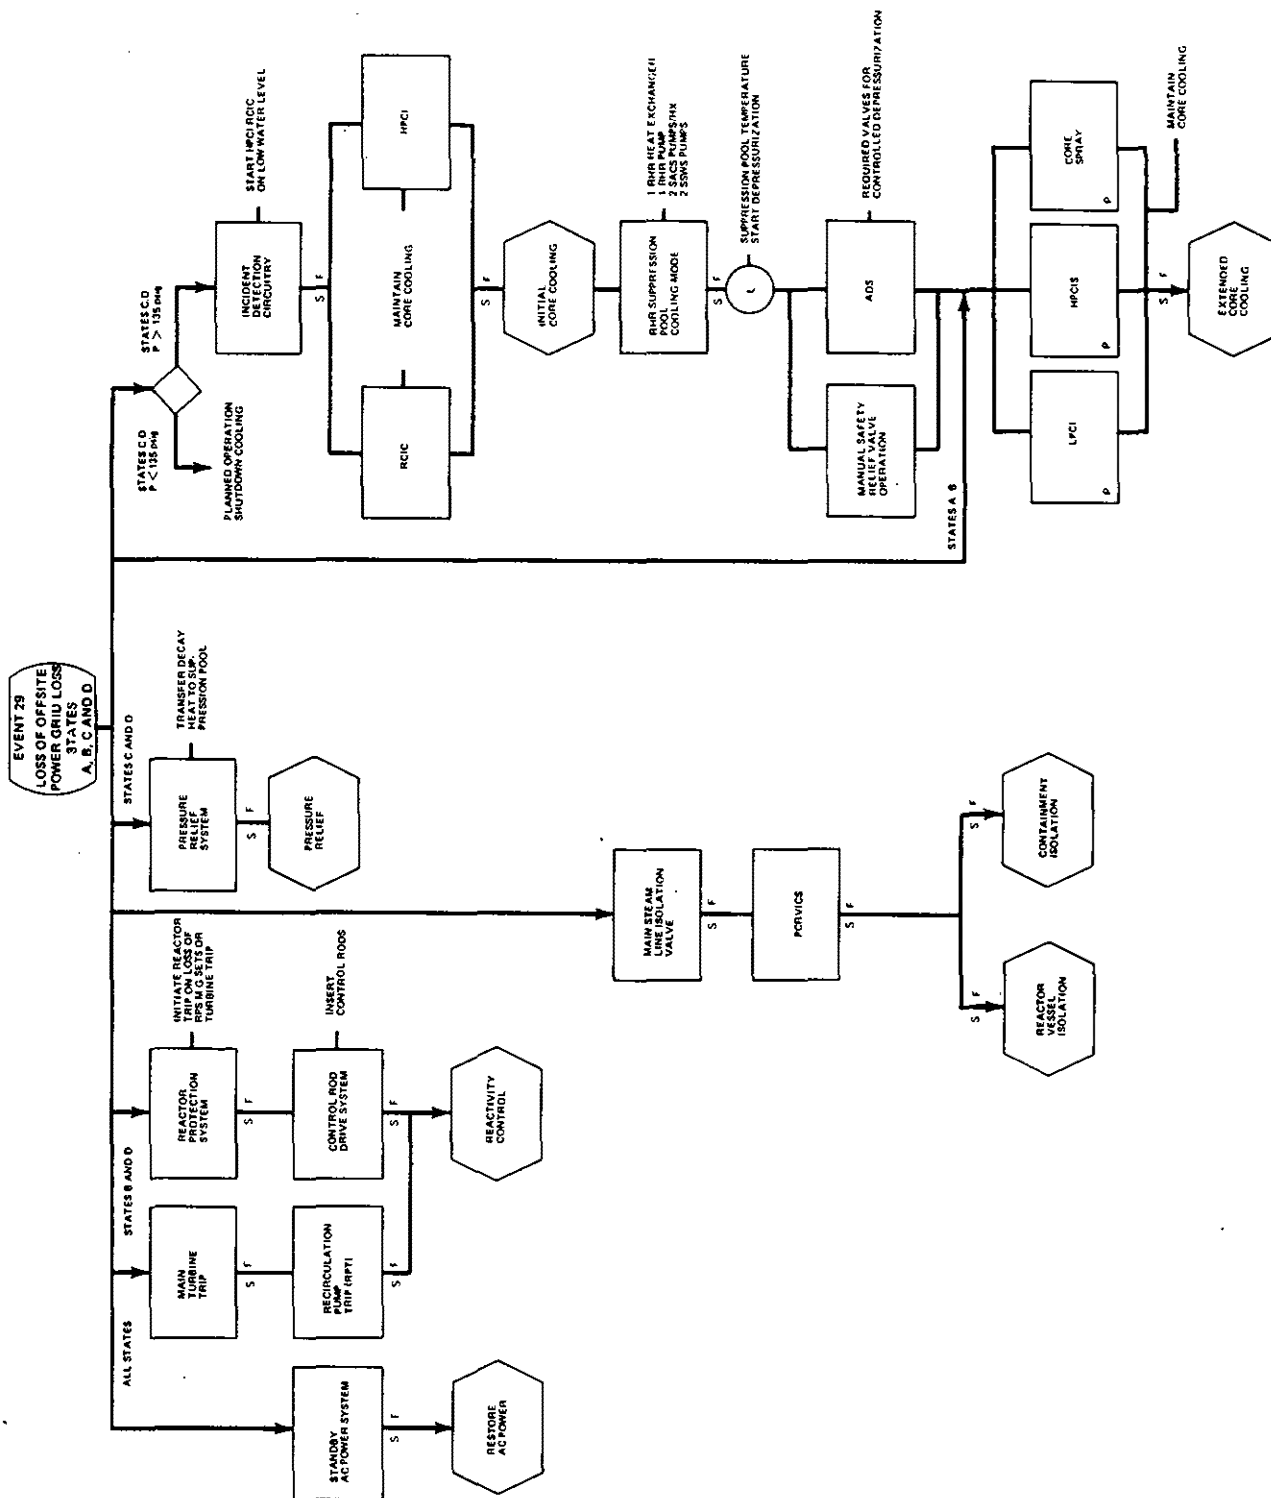 EVENT 29
LOSS OF OFFSITE
POWER GRID LOSS
STATES
A, B, C AND D
ALL STATES
STANDBY
AC POWER SYSTEM
S F
RESTORE
AC POWER
STATES B AND D
MAIN
TURBINE
TRIP
S F
RECIRCULATION
PUMP
TRIP (RPT)
S F
REACTOR
PROTECTION
SYSTEM
INITIATE REACTOR
TRIP ON LOSS OF
RPS M G SETS OR
TURBINE TRIP
S F
CONTROL ROD
DRIVE SYSTEM
INSERT
CONTROL RODS
S F
REACTIVITY
CONTROL
MAIN STEAM
LINE ISOLATION
VALVE
S F
PCRVICS
S F
S F
REACTOR
VESSEL
ISOLATION
S F
CONTAINMENT
ISOLATION
STATES C AND D
PRESSURE
RELIEF
SYSTEM
TRANSFER DECAY
HEAT TO SUP-
PRESSION POOL
S F
PRESSURE
RELIEF
STATES C D
P < 135 psig
PLANNED OPERATION
SHUTDOWN COOLING
STATES C, D
P > 135 psig
INCIDENT
DETECTION
CIRCUITRY
START HPCI/RCIC
ON LOW WATER LEVEL
S F
RCIC
MAINTAIN
CORE COOLING
HPCI
S F
INITIAL
CORE COOLING
RHR SUPPRESSION
POOL
COOLING MODE
1 RHR HEAT EXCHANGER
1 RHR PUMP
2 SACS PUMPS/HX
2 SSWS PUMPS
S F
L
SUPPRESSION POOL TEMPERATURE
START DEPRESSURIZATION
MANUAL SAFETY
RELIEF VALVE
OPERATION
ADS
REQUIRED VALVES FOR
CONTROLLED DEPRESSURIZATION
STATES A B
LPCI
P
HPCIS
P
CORE
SPRAY
P
MAINTAIN
CORE COOLING
S F
EXTENDED
CORE
COOLING